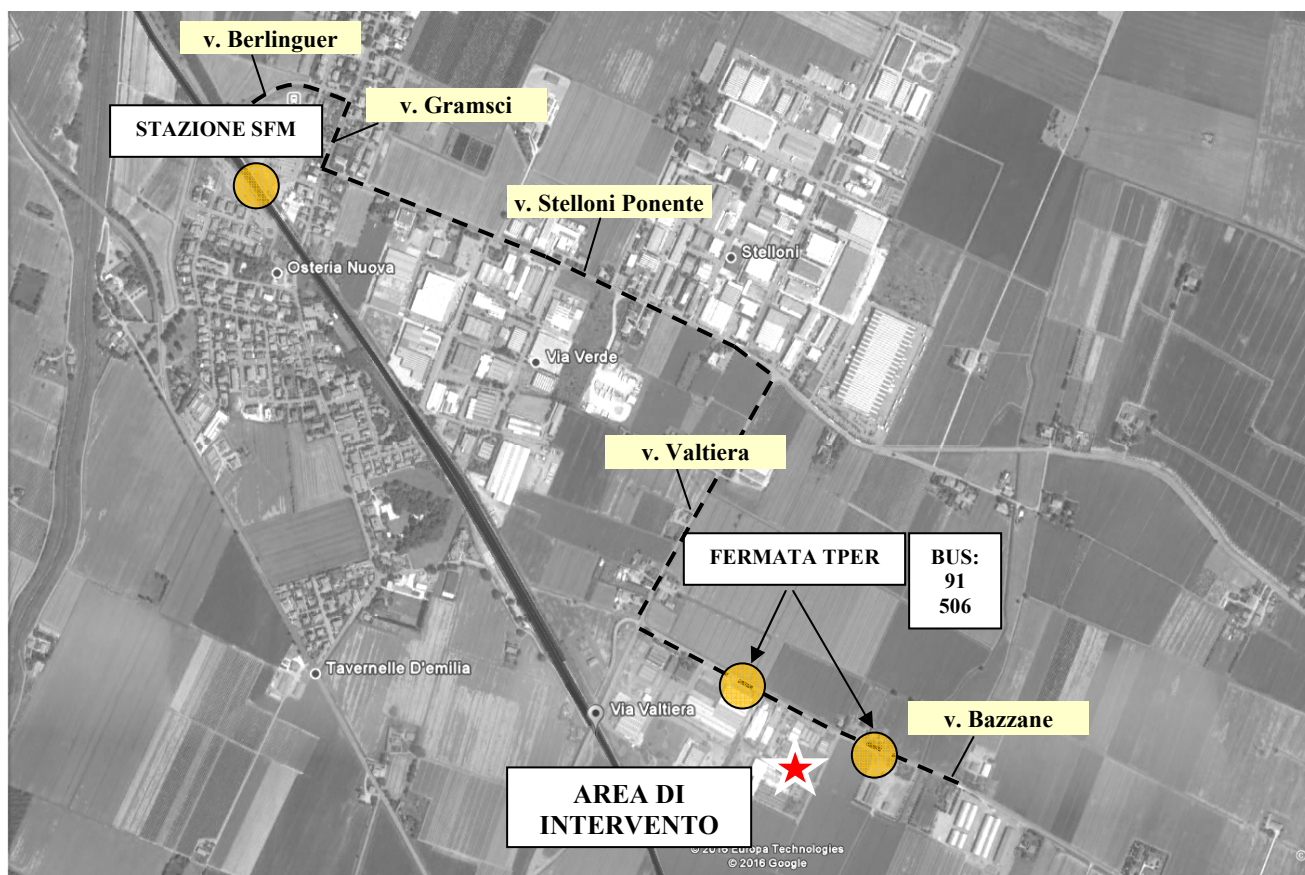 v. Berlinguer
STAZIONE SFM
v. Gramsci
v. Stelloni Ponente
Stelloni
Osteria Nuova
Via Verde
v. Valtiera
FERMATA TPER
BUS:
91
506
Tavernelle D'emilia
Via Valtiera
v. Bazzane
AREA DI
INTERVENTO
© 2016 Europa Technologies
© 2016 Google
©